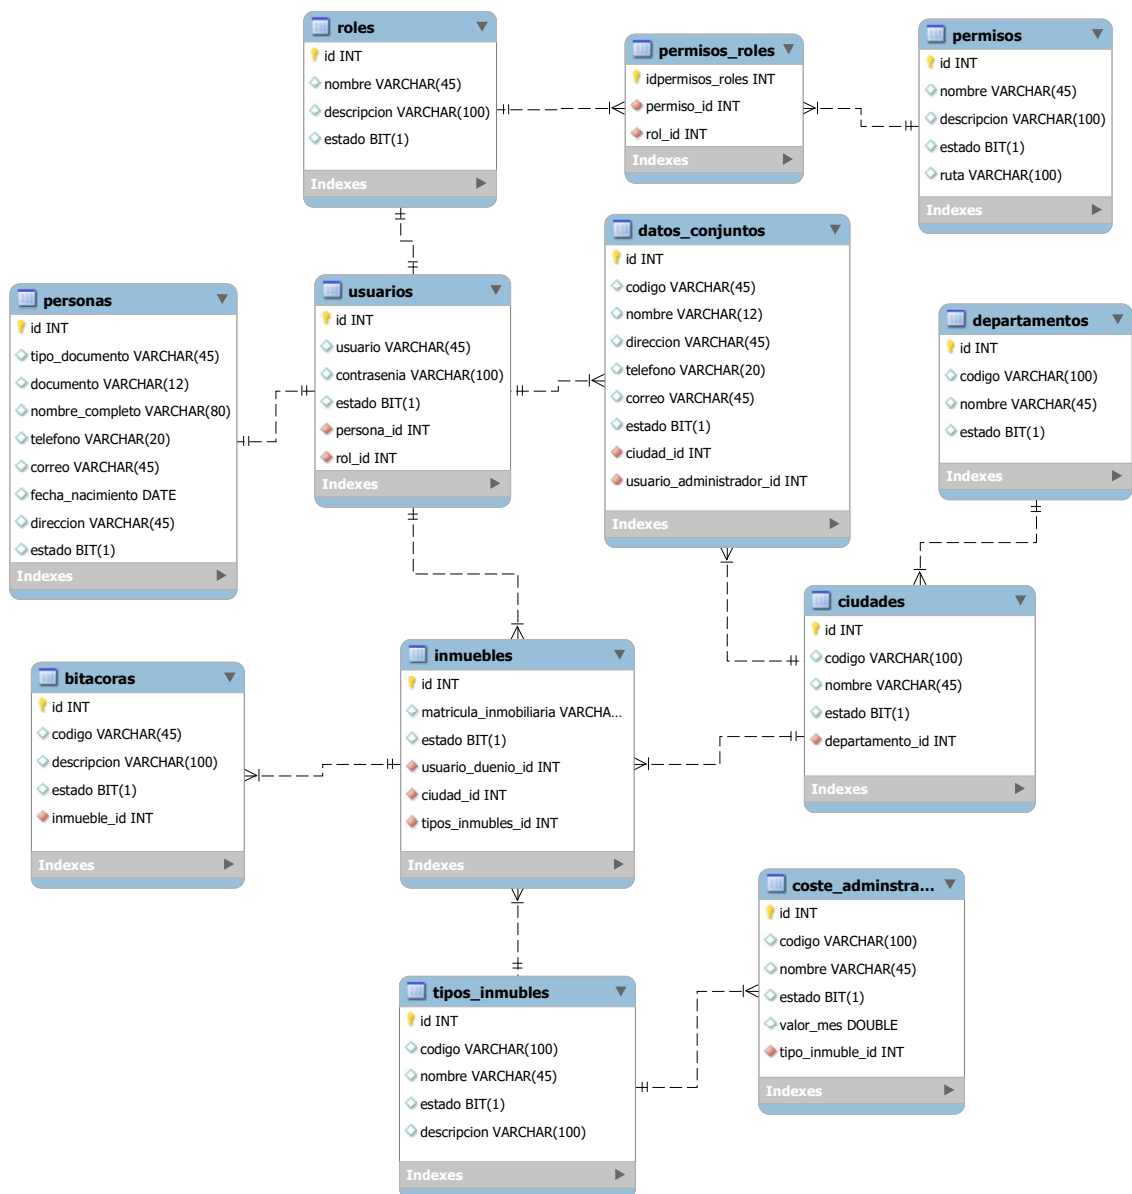 roles
id INT
nombre VARCHAR(45)
descripcion VARCHAR(100)
estado BIT(1)
Indexes
permisos_roles
idpermisos_roles INT
permiso_id INT
rol_id INT
Indexes
permisos
id INT
nombre VARCHAR(45)
descripcion VARCHAR(100)
estado BIT(1)
ruta VARCHAR(100)
Indexes
personas
id INT
tipo_documento VARCHAR(45)
documento VARCHAR(12)
nombre_completo VARCHAR(80)
telefono VARCHAR(20)
correo VARCHAR(45)
fecha_nacimiento DATE
direccion VARCHAR(45)
estado BIT(1)
Indexes
usuarios
id INT
usuario VARCHAR(45)
contrasenia VARCHAR(100)
estado BIT(1)
persona_id INT
rol_id INT
Indexes
datos_conjuntos
id INT
codigo VARCHAR(45)
nombre VARCHAR(12)
direccion VARCHAR(45)
telefono VARCHAR(20)
correo VARCHAR(45)
estado BIT(1)
ciudad_id INT
usuario_administrador_id INT
Indexes
departamentos
id INT
codigo VARCHAR(100)
nombre VARCHAR(45)
estado BIT(1)
Indexes
bitacoras
id INT
codigo VARCHAR(45)
descripcion VARCHAR(100)
estado BIT(1)
inmueble_id INT
Indexes
inmuebles
id INT
matricula_inmobiliaria VARCHA...
estado BIT(1)
usuario_duenio_id INT
ciudad_id INT
tipos_inmubles_id INT
Indexes
ciudades
id INT
codigo VARCHAR(100)
nombre VARCHAR(45)
estado BIT(1)
departamento_id INT
Indexes
tipos_inmubles
id INT
codigo VARCHAR(100)
nombre VARCHAR(45)
estado BIT(1)
descripcion VARCHAR(100)
Indexes
coste_adminstra...
id INT
codigo VARCHAR(100)
nombre VARCHAR(45)
estado BIT(1)
valor_mes DOUBLE
tipo_inmuble_id INT
Indexes